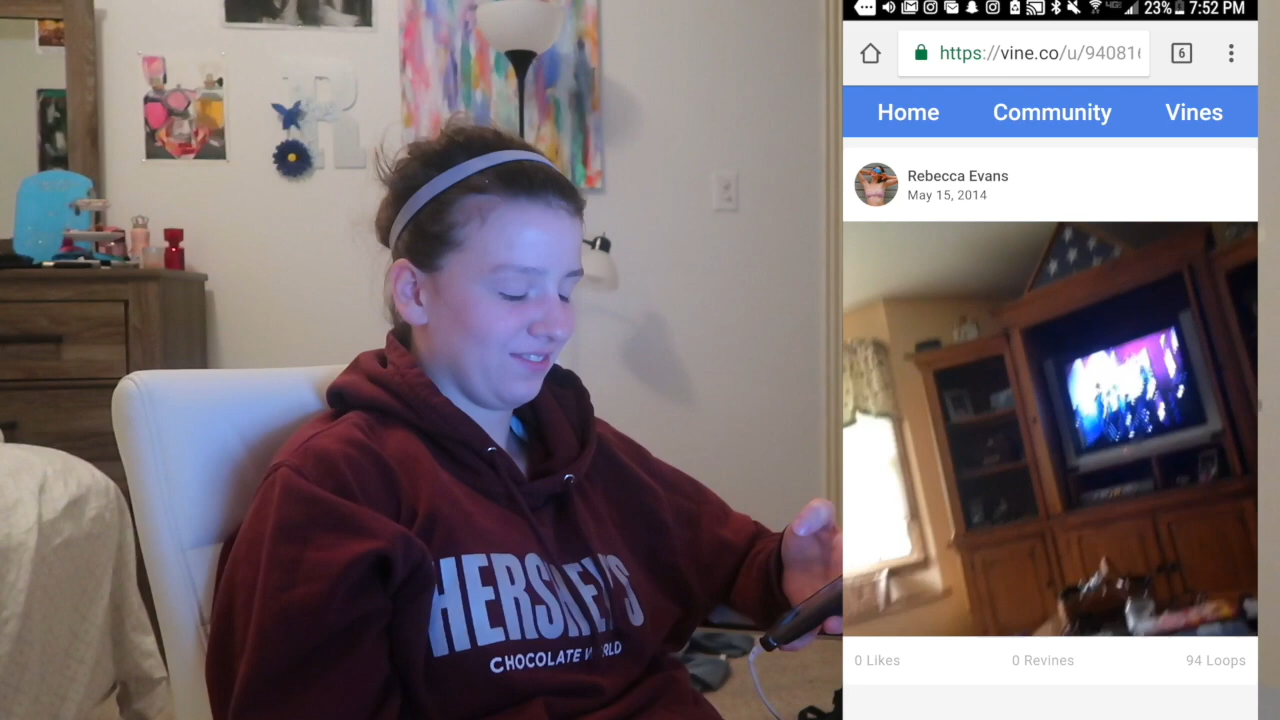 R
HERSHEY'S
CHOCOLATE WORLD
23% 7:52 PM
https://vine.co/u/94081
6
Home Community Vines
Rebecca Evans
May 15, 2014
0 Likes 0 Revines 94 Loops